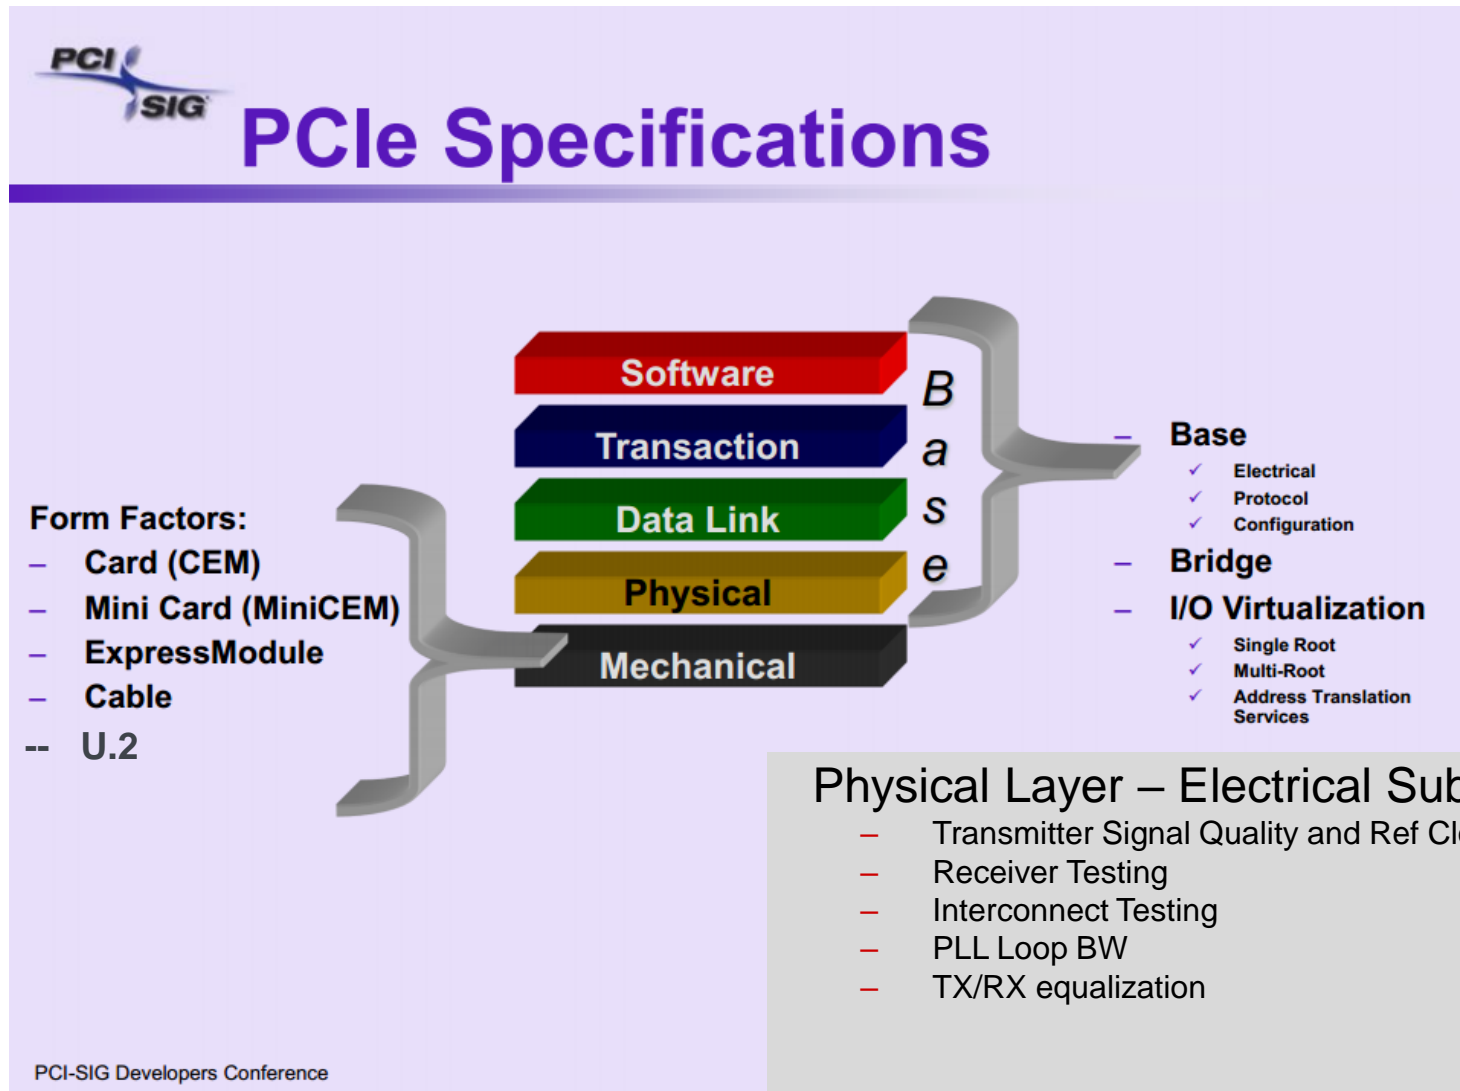 PCI
SIG
PCIe Specifications
Software
Transaction
Data Link
Physical
Mechanical
B
a
s
e
Form Factors:
– Card (CEM)
– Mini Card (MiniCEM)
– ExpressModule
– Cable
-- U.2
– Base
✓ Electrical
✓ Protocol
✓ Configuration
– Bridge
– I/O Virtualization
✓ Single Root
✓ Multi-Root
✓ Address Translation
Services
Physical Layer – Electrical Sub
– Transmitter Signal Quality and Ref Clo
– Receiver Testing
– Interconnect Testing
– PLL Loop BW
– TX/RX equalization
PCI-SIG Developers Conference